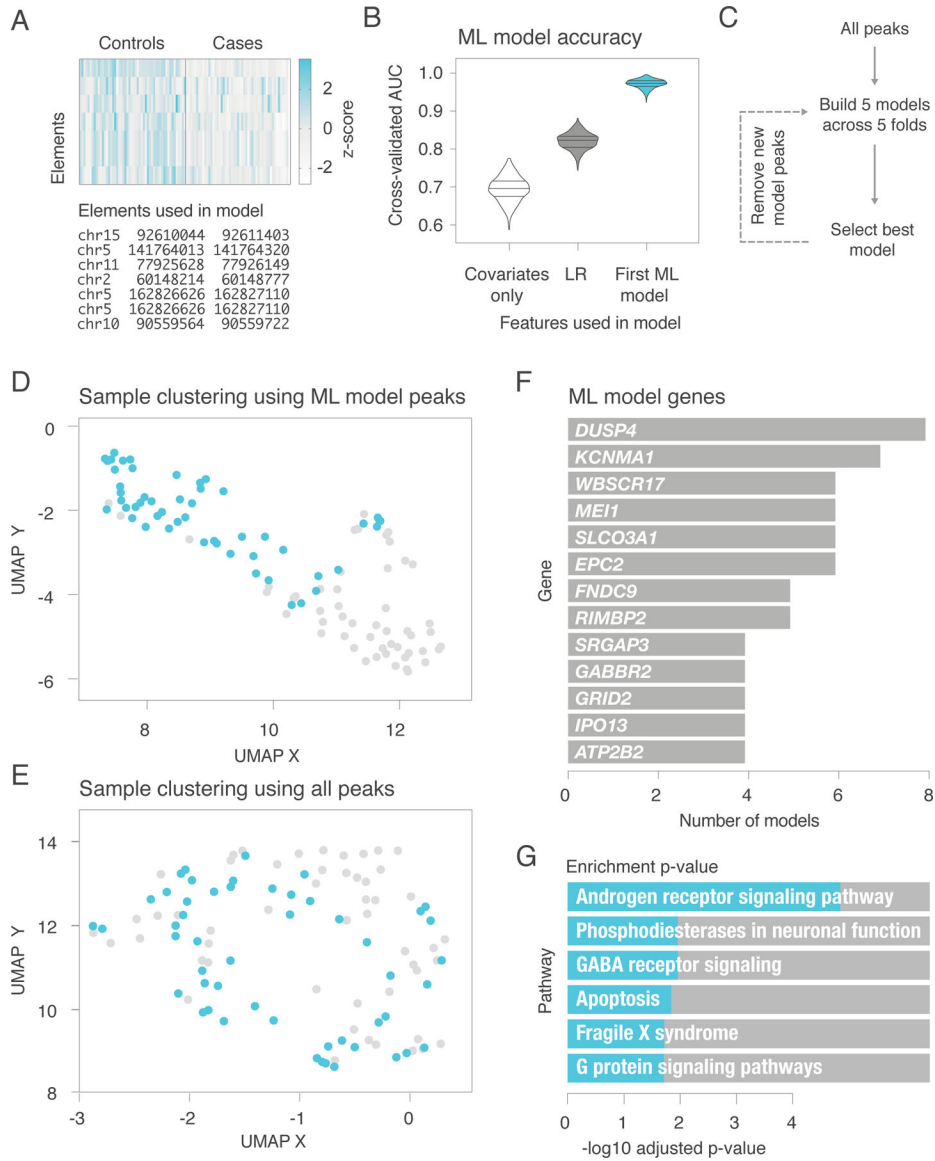 A
Controls Cases
Elements
2
0
-2
z-score
Elements used in model
chr15 92610044 92611403
chr5 141764013 141764320
chr11 77925628 77926149
chr2 60148214 60148777
chr5 162826626 162827110
chr5 162826626 162827110
chr10 90559564 90559722
B
ML model accuracy
Cross-validated AUC
1.0
0.9
0.8
0.7
0.6
Covariates only
LR
First ML model
Features used in model
C
All peaks
Build 5 models
across 5 folds
Select best
model
Remove new
model peaks
D
Sample clustering using ML model peaks
UMAP Y
0
-2
-4
-6
8 10 12
UMAP X
E
Sample clustering using all peaks
UMAP Y
14
12
10
8
-3 -2 -1 0
UMAP X
F
ML model genes
Gene
DUSP4
KCNMA1
WBSCR17
MEI1
SLCO3A1
EPC2
FNDC9
RIMBP2
SRGAP3
GABBR2
GRID2
IPO13
ATP2B2
0 2 4 6 8
Number of models
G
Enrichment p-value
Pathway
Androgen receptor signaling pathway
Phosphodiesterases in neuronal function
GABA receptor signaling
Apoptosis
Fragile X syndrome
G protein signaling pathways
0 1 2 3 4
-log10 adjusted p-value